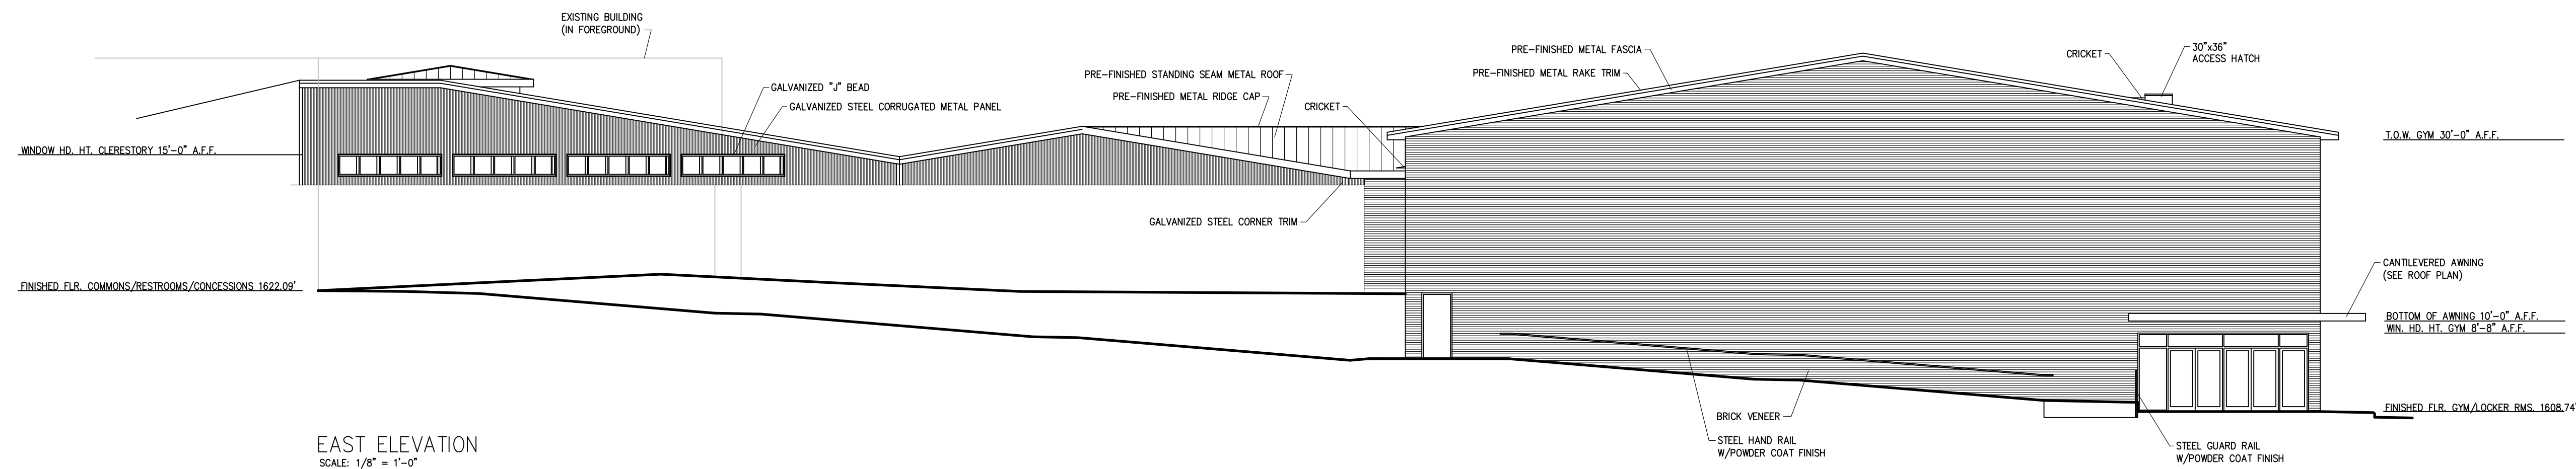 EXISTING BUILDING
(IN FOREGROUND)
GALVANIZED "J" BEAD
GALVANIZED STEEL CORRUGATED METAL PANEL
PRE-FINISHED STANDING SEAM METAL ROOF
PRE-FINISHED METAL RIDGE CAP
CRICKET
PRE-FINISHED METAL FASCIA
PRE-FINISHED METAL RAKE TRIM
CRICKET
30"x36"
ACCESS HATCH
WINDOW HD. HT. CLERESTORY 15'-0" A.F.F.
T.O.W. GYM 30'-0" A.F.F.
GALVANIZED STEEL CORNER TRIM
FINISHED FLR. COMMONS/RESTROOMS/CONCESSIONS 1622.09'
CANTILEVERED AWNING
(SEE ROOF PLAN)
BOTTOM OF AWNING 10'-0" A.F.F.
WIN. HD. HT. GYM 8'-8" A.F.F.
FINISHED FLR. GYM/LOCKER RMS. 1608.74'
BRICK VENEER
STEEL HAND RAIL
W/POWDER COAT FINISH
STEEL GUARD RAIL
W/POWDER COAT FINISH
EAST ELEVATION
SCALE: 1/8" = 1'-0"